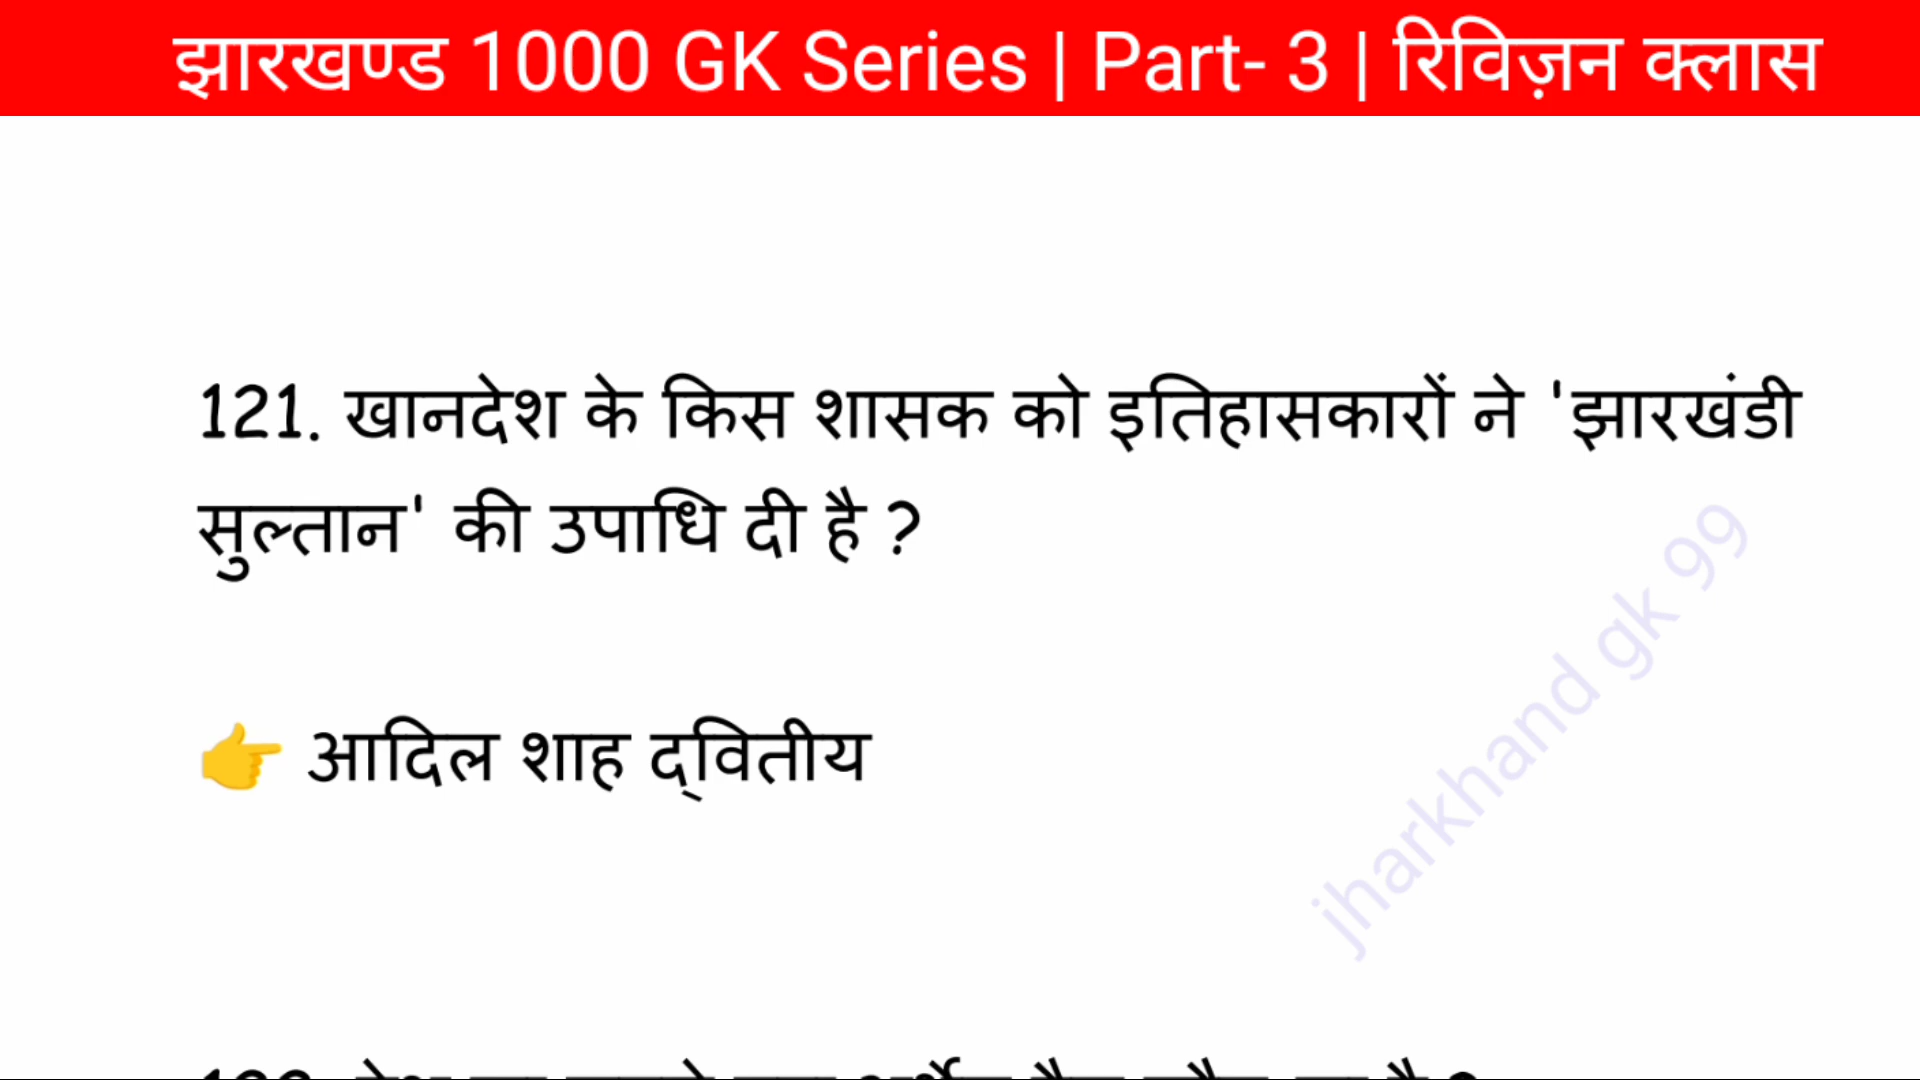 झारखण्ड 1000 GK Series | Part- 3 | रिविज़न क्लास
121. खानदेश के किस शासक को इतिहासकारों ने 'झारखंडी
सुल्तान' की उपाधि दी है ?
👉 आदिल शाह द्वितीय
jharkhand gk 99